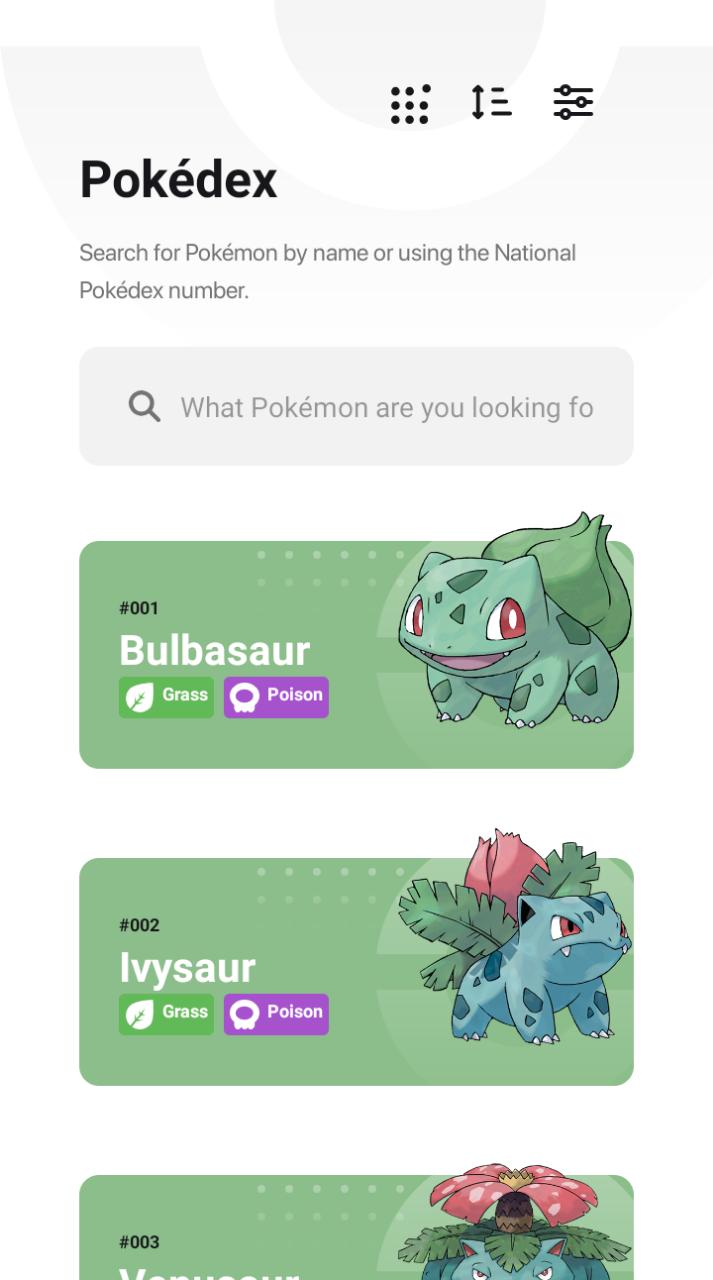 Pokédex
Search for Pokémon by name or using the National
Pokédex number.
What Pokémon are you looking fo
#001
Bulbasaur
Grass Poison
#002
Ivysaur
Grass Poison
#003
Venusaur